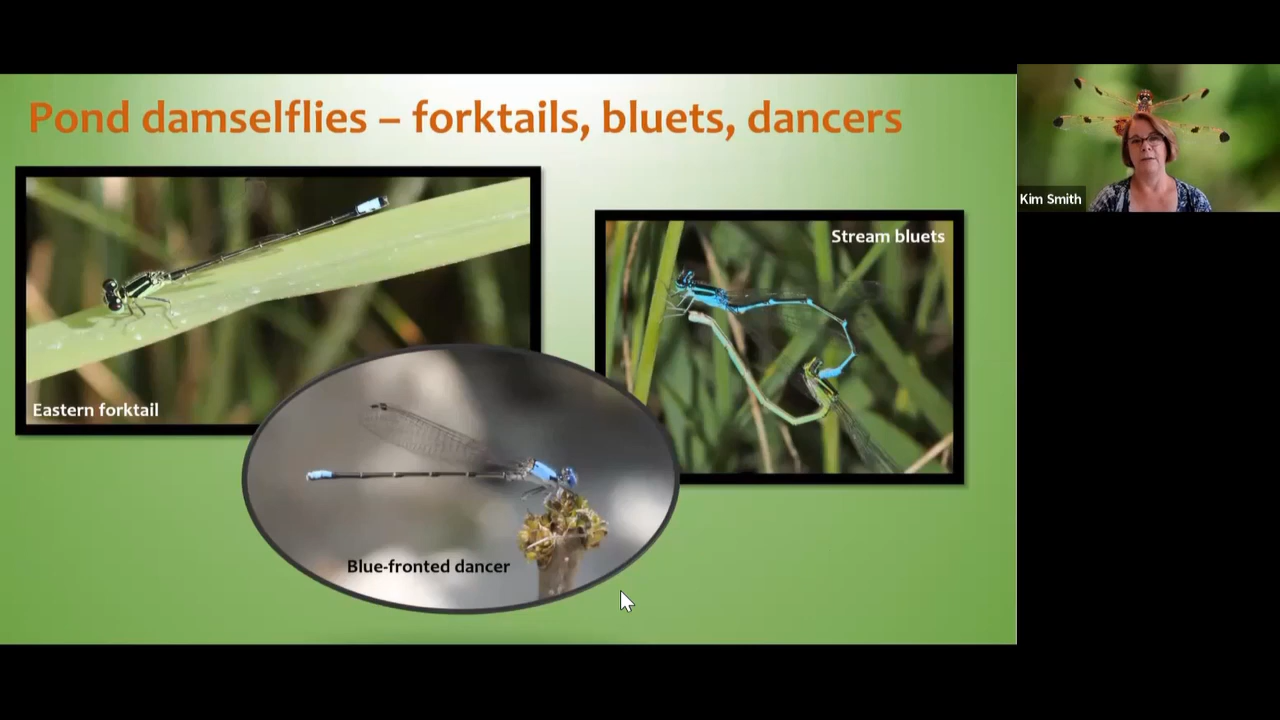 Pond damselflies – forktails, bluets, dancers
Kim Smith
Stream bluets
Eastern forktail
Blue-fronted dancer